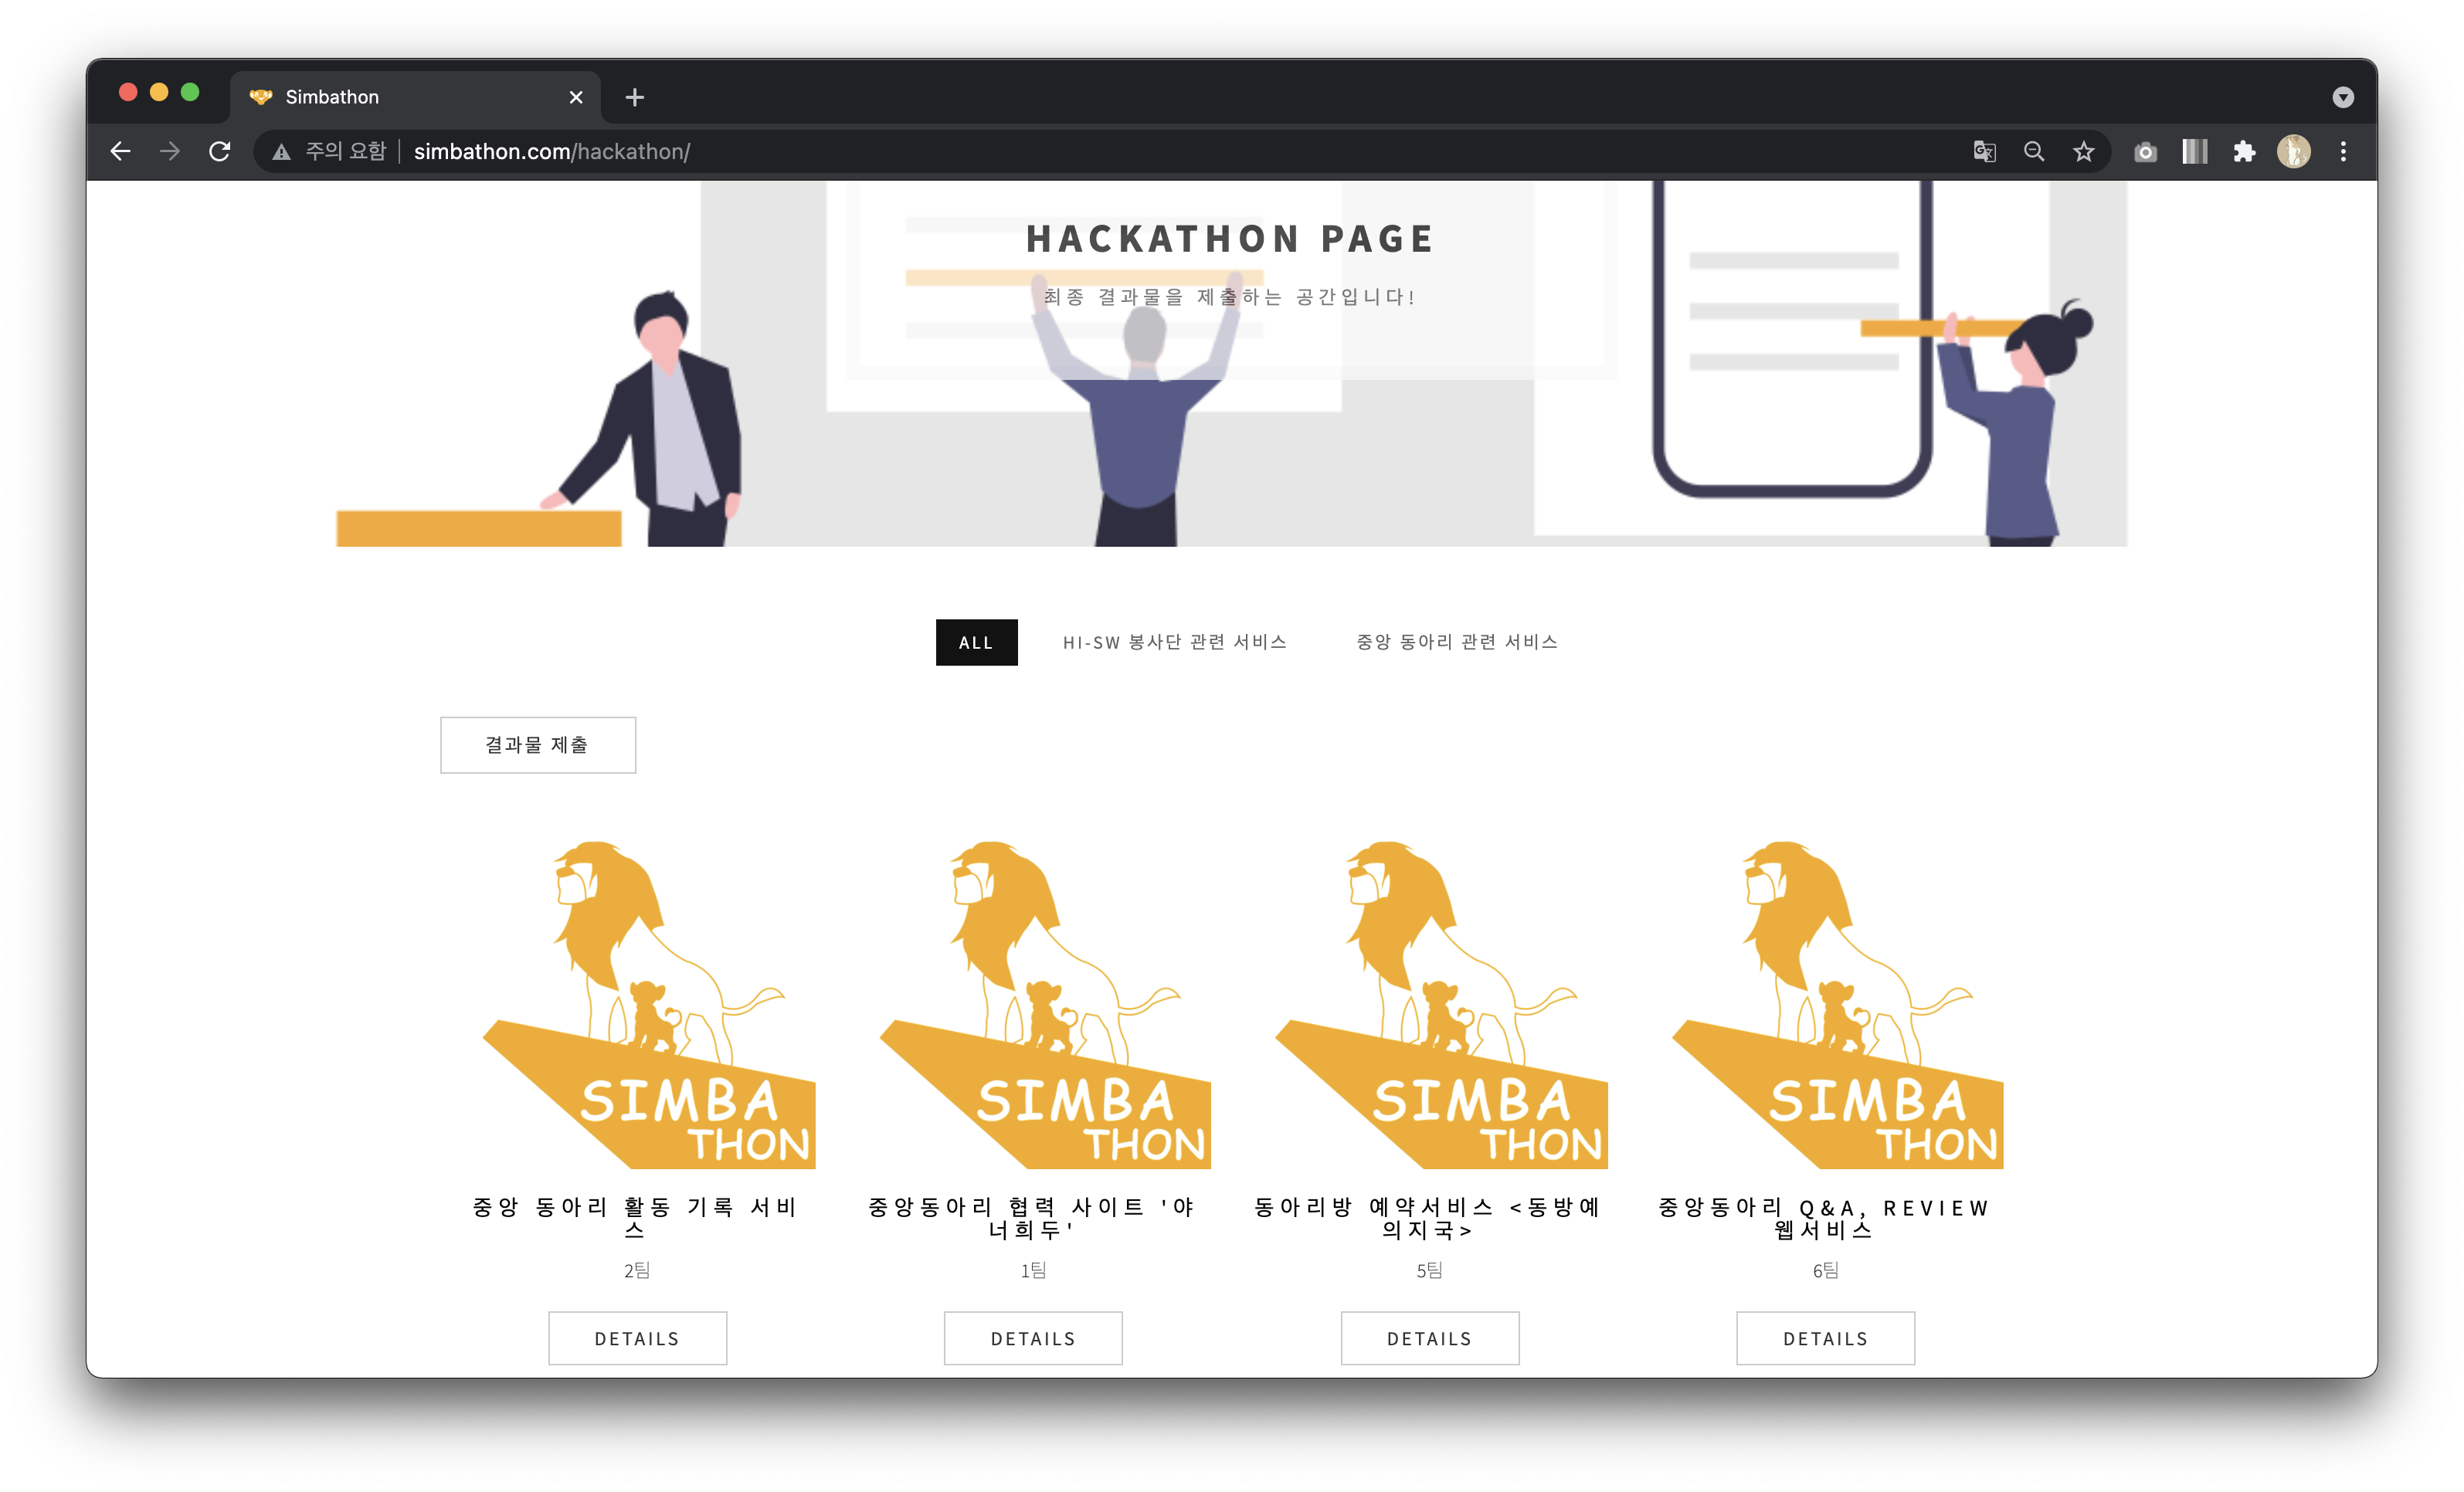 Simbathon
주의 요함 simbathon.com/hackathon/
HACKATHON PAGE
최종 결과물을 제출하는 공간입니다!
ALL HI-SW 봉사단 관련 서비스 중앙 동아리 관련 서비스
결과물 제출
SIMBA
THON
SIMBA
THON
SIMBA
THON
SIMBA
THON
중앙 동아리 활동 기록 서비
스
2팀
DETAILS
중앙동아리 협력 사이트 '야
너희두'
1팀
DETAILS
동아리방 예약서비스 <동방예
의지국>
5팀
DETAILS
중앙동아리 Q&A, REVIEW
웹서비스
6팀
DETAILS